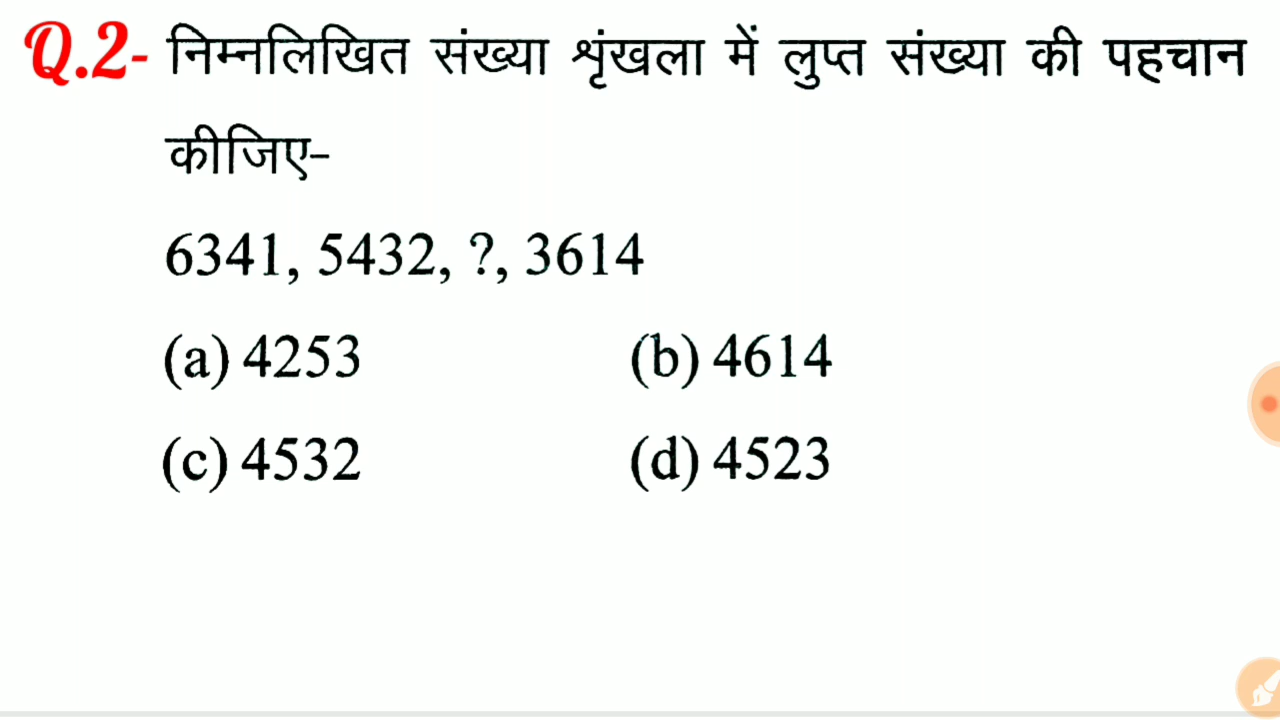 Q.2- निम्नलिखित संख्या शृंखला में लुप्त संख्या की पहचान
कीजिए-
6341, 5432, ?, 3614
(a) 4253 (b) 4614
(c) 4532 (d) 4523